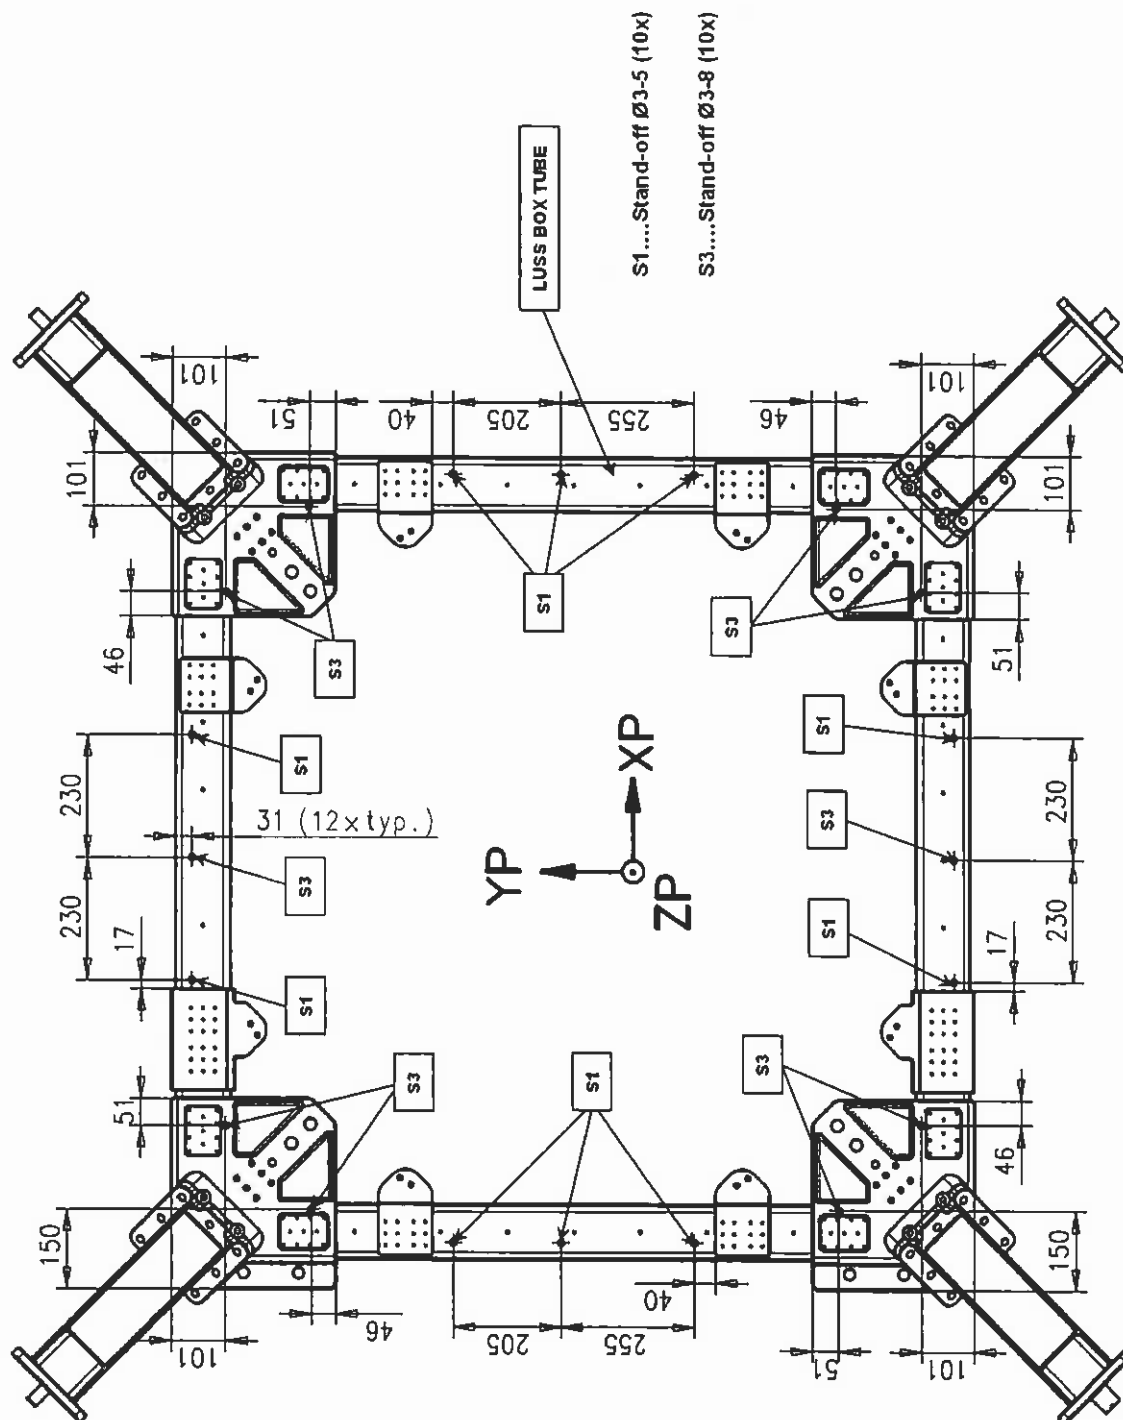 S1....Stand-off Ø3-5 (10x)
S3....Stand-off Ø3-8 (10x)
LUSS BOX TUBE
101
101
51
40
205
255
46
101
101
46
S3
S1
S3
51
230
S1
31 (12×typ.)
S3
230
17
S1
YP
XP
ZP
S1
S3
S1
230
230
17
51
S3
S1
S3
46
150
101
46
205
255
40
51
101
150